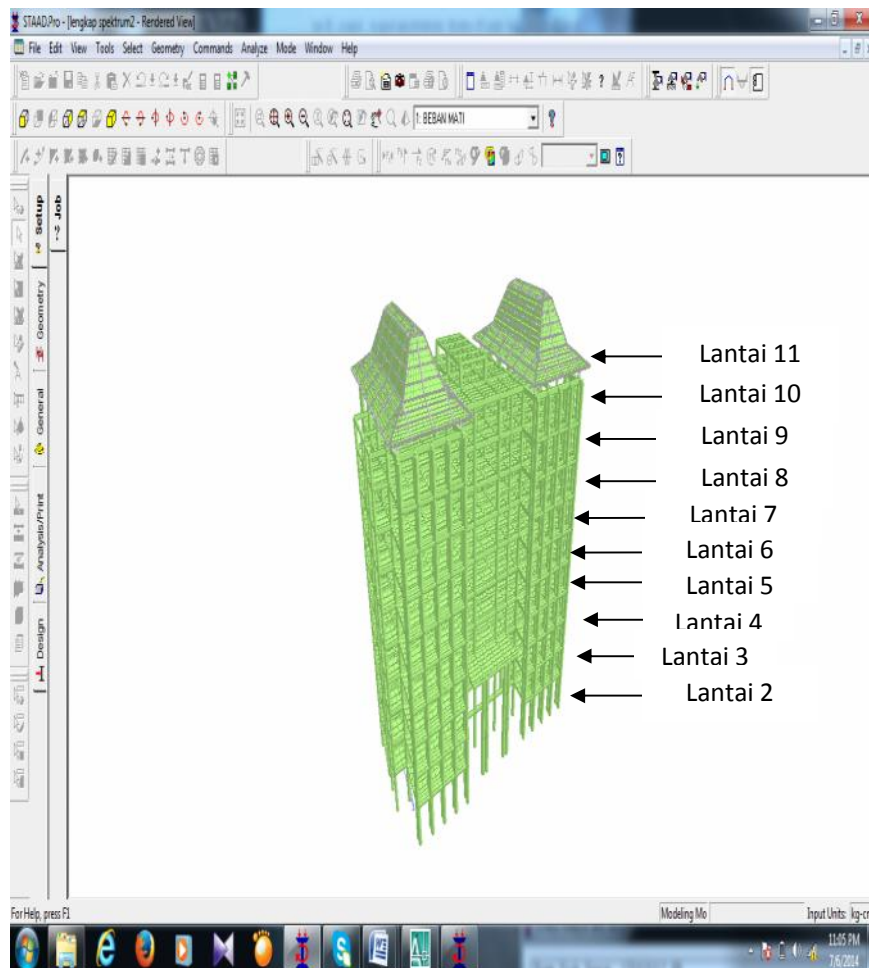 STAAD.Pro - [lengkap spektrum2 - Rendered View]
File Edit View Tools Select Geometry Commands Analyze Mode Window Help
1: BEBAN MATI
Setup
Job
Geometry
General
Analysis/Print
Design
Lantai 11
Lantai 10
Lantai 9
Lantai 8
Lantai 7
Lantai 6
Lantai 5
Lantai 4
Lantai 3
Lantai 2
For Help, press F1
Modeling Mo
Input Units: kg-c
11:05 PM
7/6/2014